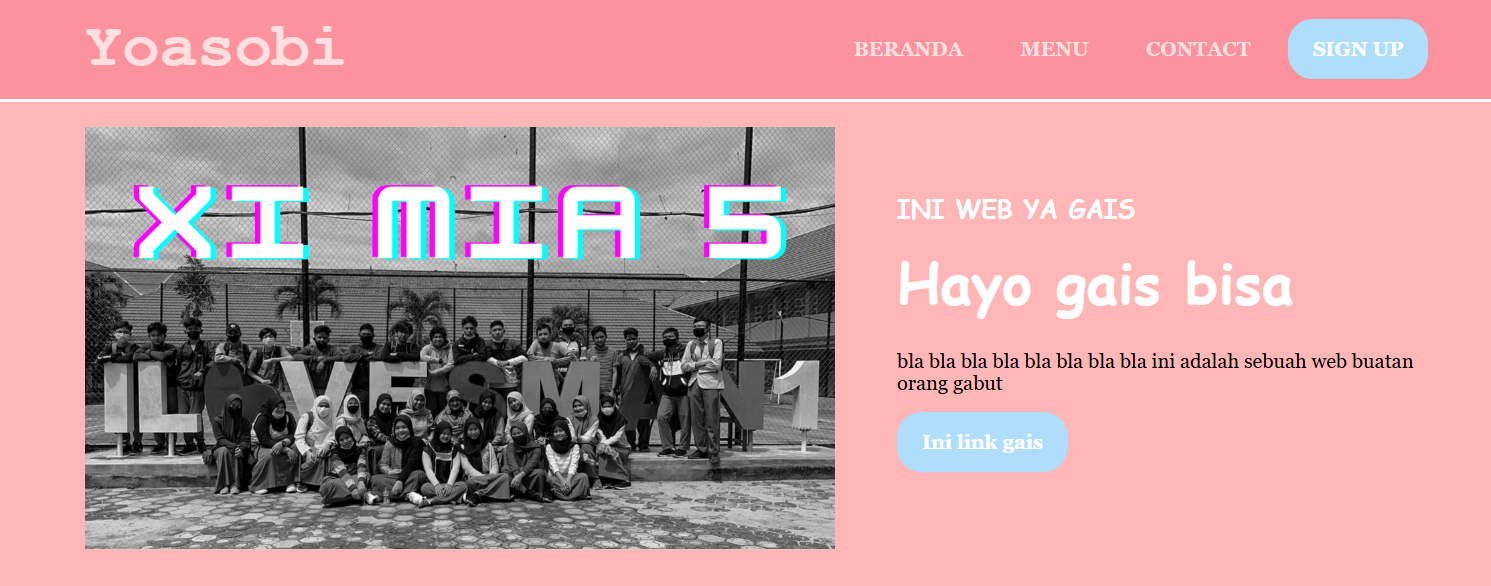 Yoasobi
BERANDA MENU CONTACT SIGN UP
XI MIA 5
INI WEB YA GAIS
Hayo gais bisa
bla bla bla bla bla bla bla bla ini adalah sebuah web buatan
orang gabut
Ini link gais
I LOVE SMAN 1